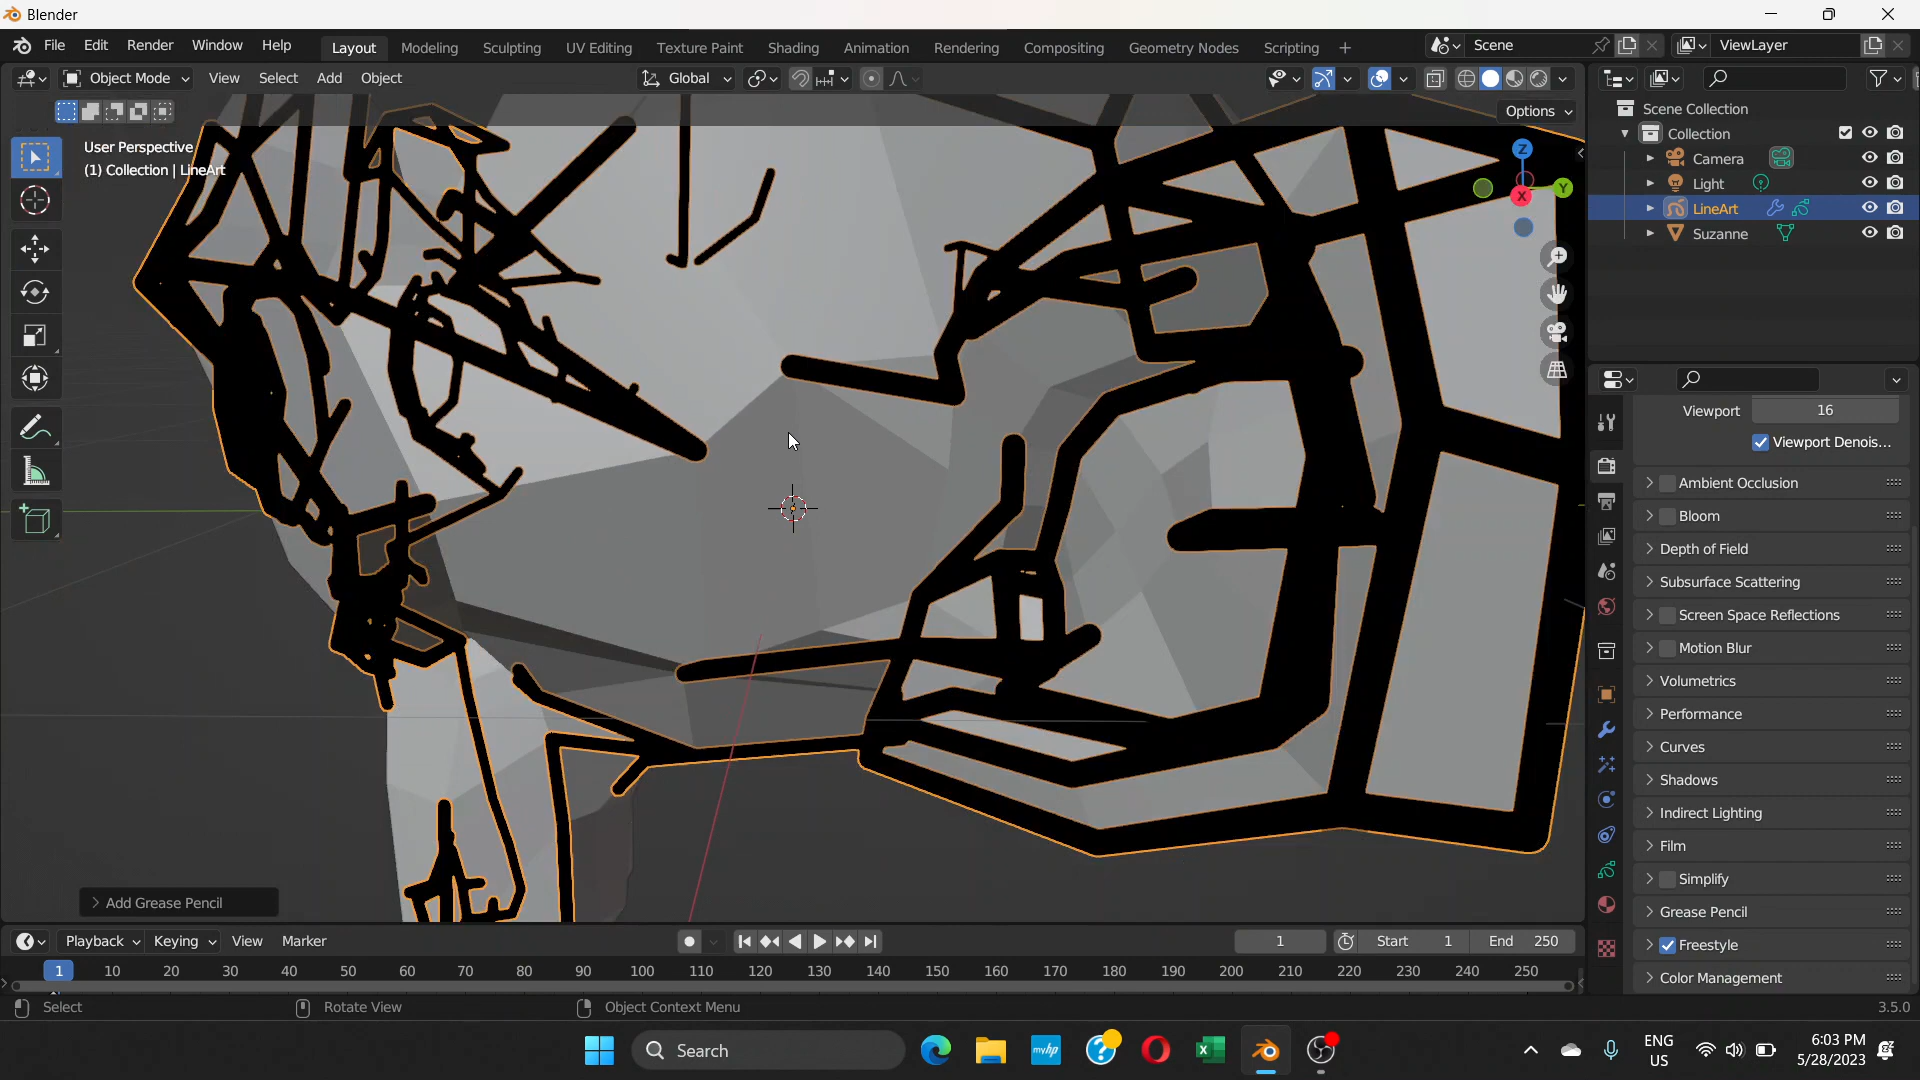 Blender
File Edit Render Window Help Layout Modeling Sculpting UV Editing Texture Paint Shading Animation Rendering Compositing Geometry Nodes Scripting + Scene ViewLayer
Object Mode View Select Add Object Global
Options
User Perspective
(1) Collection | LineArt
Z
Y
X
Add Grease Pencil
Scene Collection
Collection
Camera
Light
LineArt
Suzanne
Viewport 16
Viewport Denois...
Ambient Occlusion
Bloom
Depth of Field
Subsurface Scattering
Screen Space Reflections
Motion Blur
Volumetrics
Performance
Curves
Shadows
Indirect Lighting
Film
Simplify
Grease Pencil
Freestyle
Color Management
Playback Keying View Marker 1 Start 1 End 250
1 10 20 30 40 50 60 70 80 90 100 110 120 130 140 150 160 170 180 190 200 210 220 230 240 250
Select Rotate View Object Context Menu 3.5.0
Search
myhp
ENG
US
6:03 PM
5/28/2023